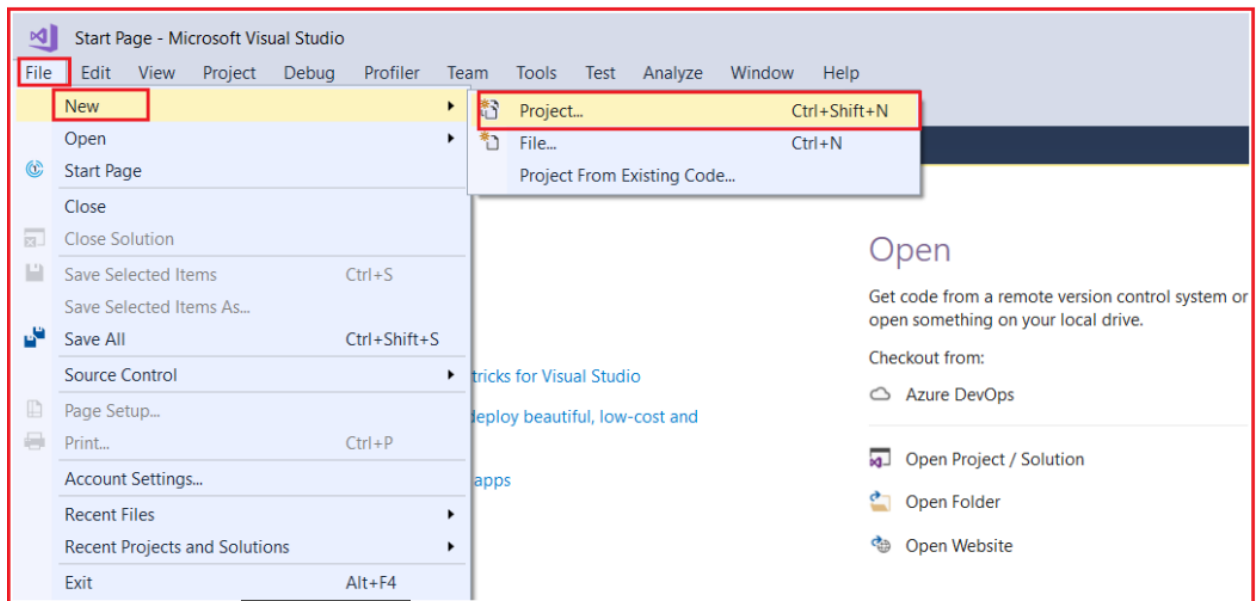 Start Page - Microsoft Visual Studio
File Edit View Project Debug Profiler Team Tools Test Analyze Window Help
New
Open
Start Page
Close
Close Solution
Save Selected Items Ctrl+S
Save Selected Items As...
Save All Ctrl+Shift+S
Source Control
Page Setup...
Print... Ctrl+P
Account Settings...
Recent Files
Recent Projects and Solutions
Exit Alt+F4
Project... Ctrl+Shift+N
File... Ctrl+N
Project From Existing Code...
tricks for Visual Studio
deploy beautiful, low-cost and
apps
Open
Get code from a remote version control system or
open something on your local drive.
Checkout from:
Azure DevOps
Open Project / Solution
Open Folder
Open Website